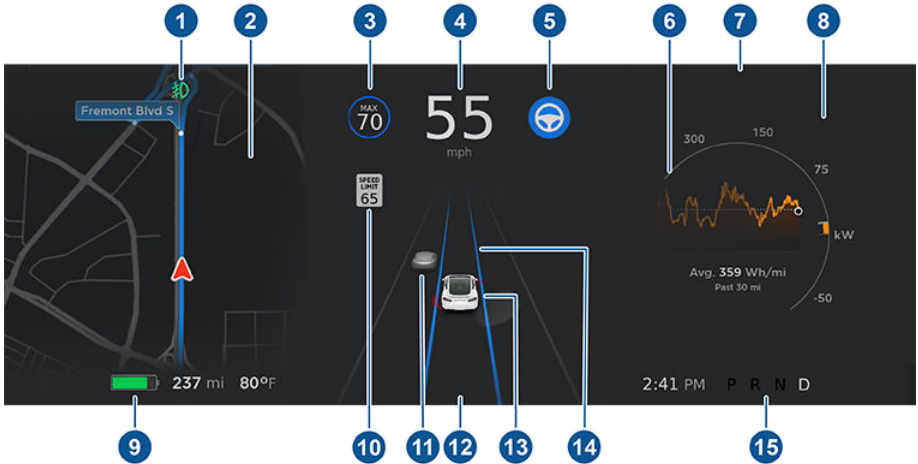 1 2 3 4 5 6 7 8
Fremont Blvd S
MAX
70
55
mph
SPEED
LIMIT
65
300 150
75
kW
-50
Avg. 359 Wh/mi
Past 30 mi
237 mi 80°F
2:41 PM P R N D
9 10 11 12 13 14 15